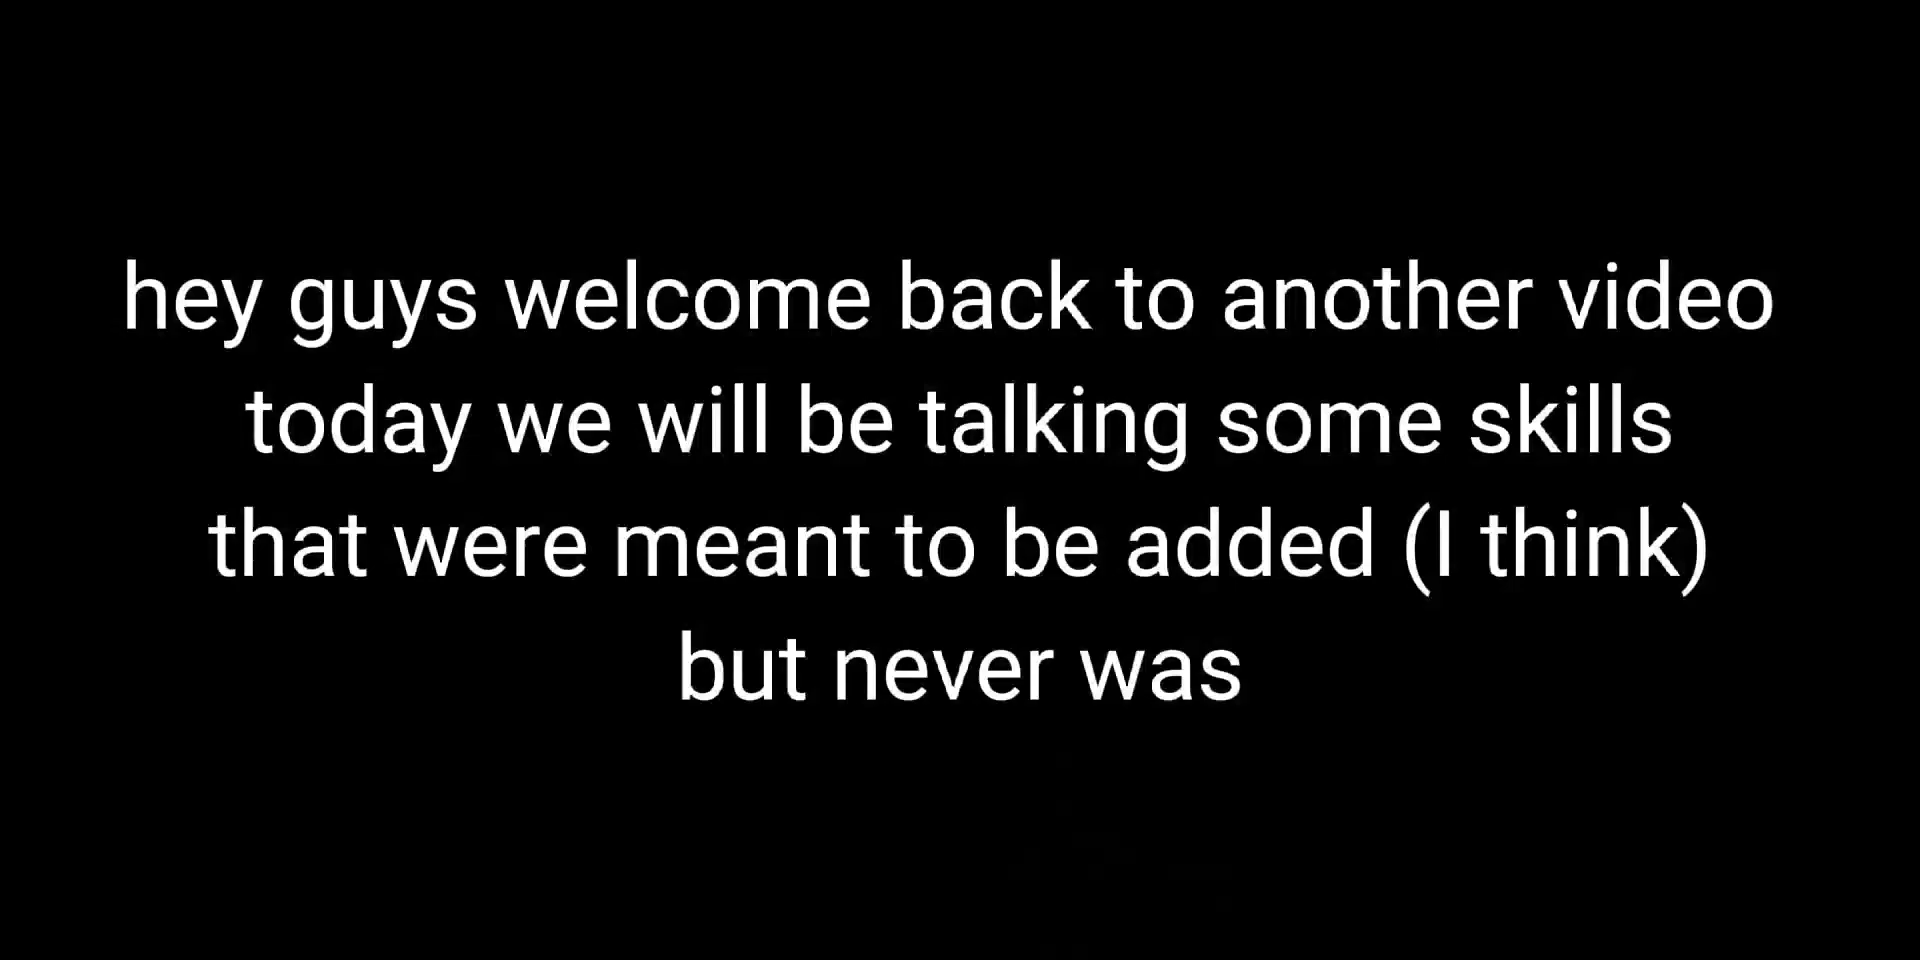 hey guys welcome back to another video
today we will be talking some skills
that were meant to be added (I think)
but never was